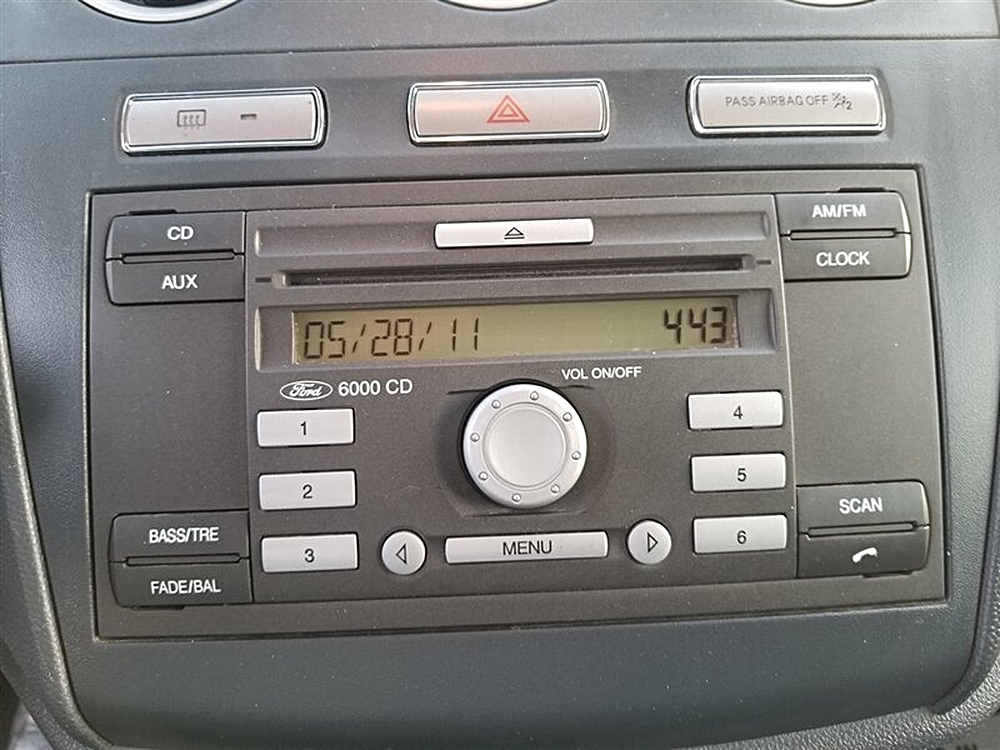 PASS AIRBAG OFF 2
CD
AM/FM
AUX
CLOCK
05/28/11 443
VOL ON/OFF
Ford 6000 CD
1
4
2
5
BASS/TRE
3
MENU
6
SCAN
FADE/BAL